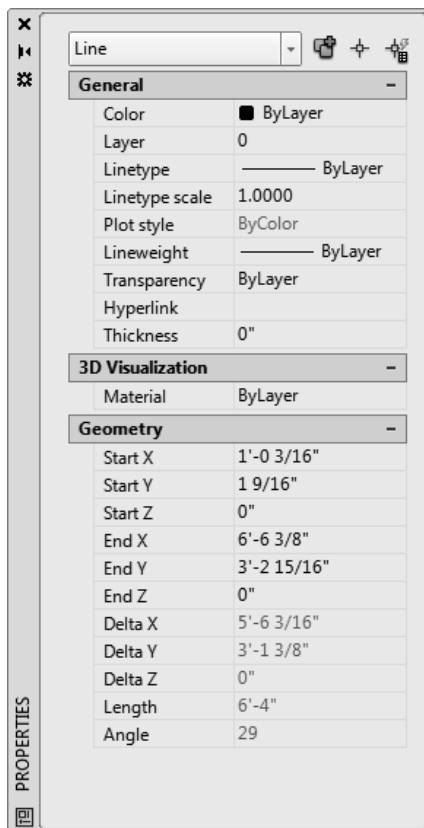 Line
General
Color ByLayer
Layer 0
Linetype ByLayer
Linetype scale 1.0000
Plot style ByColor
Lineweight ByLayer
Transparency ByLayer
Hyperlink
Thickness 0"
3D Visualization
Material ByLayer
Geometry
Start X 1'-0 3/16"
Start Y 1 9/16"
Start Z 0"
End X 6'-6 3/8"
End Y 3'-2 15/16"
End Z 0"
Delta X 5'-6 3/16"
Delta Y 3'-1 3/8"
Delta Z 0"
Length 6'-4"
Angle 29
PROPERTIES